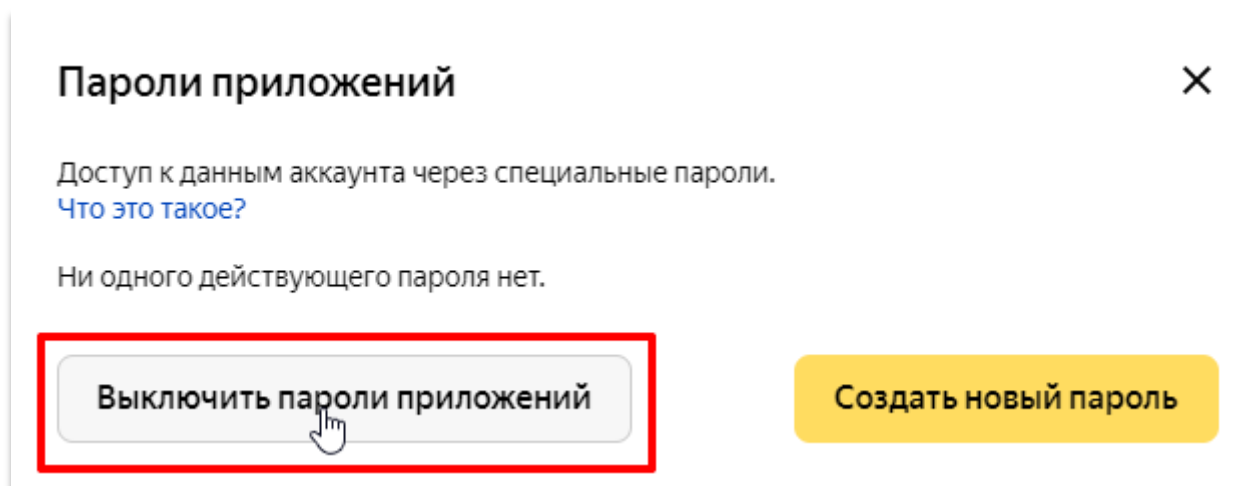 Пароли приложений
Доступ к данным аккаунта через специальные пароли.
Что это такое?
Ни одного действующего пароля нет.
Выключить пароли приложений
Создать новый пароль